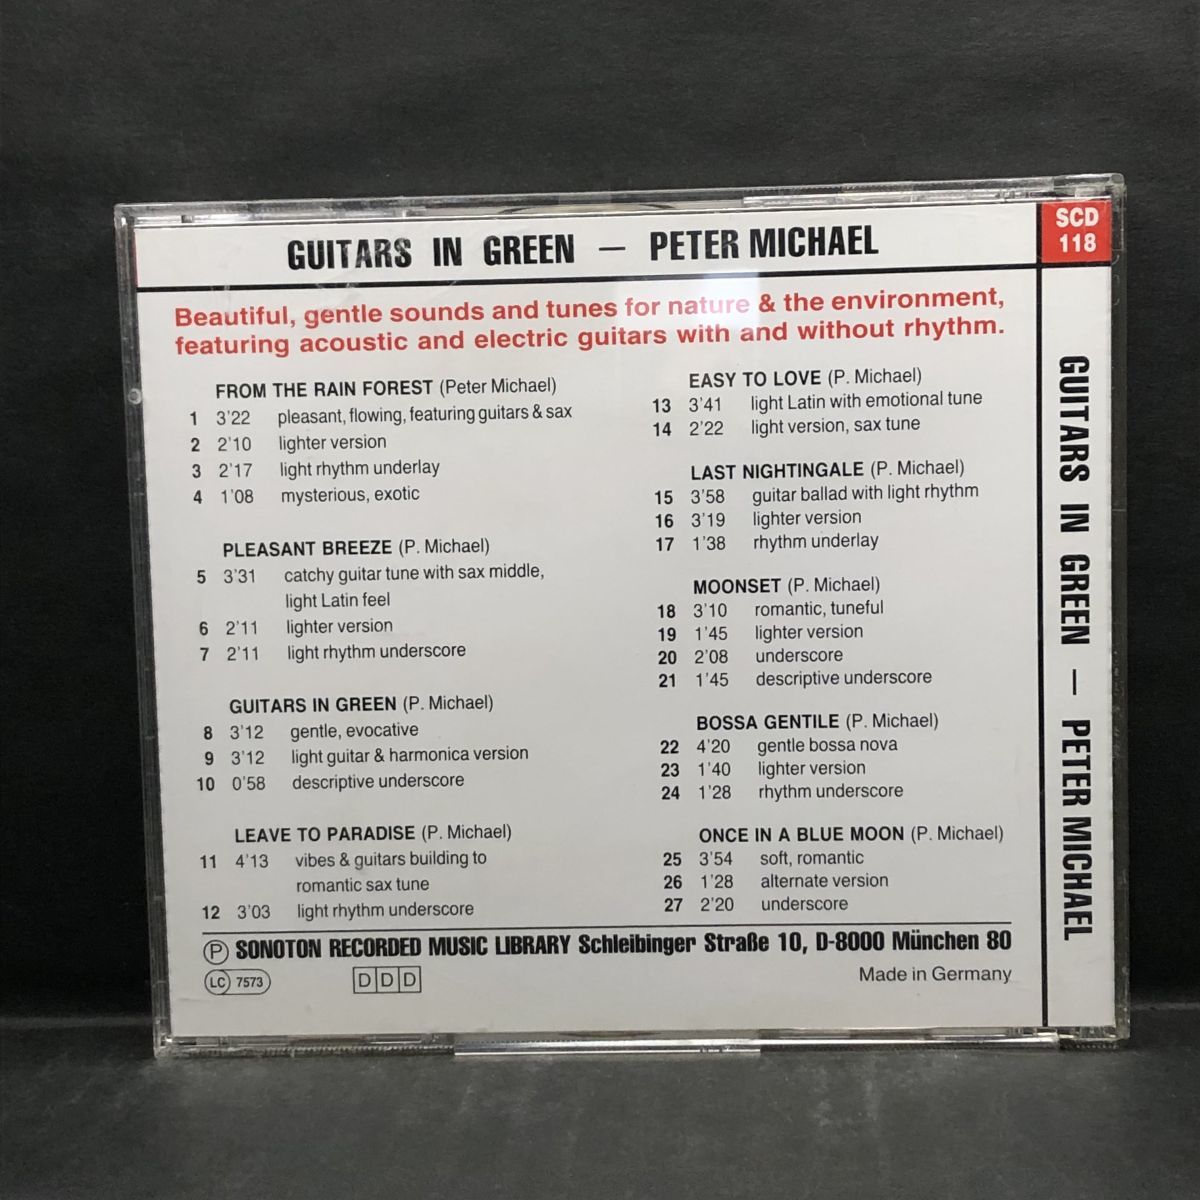 GUITARS IN GREEN – PETER MICHAEL
SCD
118
Beautiful, gentle sounds and tunes for nature & the environment,
featuring acoustic and electric guitars with and without rhythm.
FROM THE RAIN FOREST (Peter Michael)
1 3'22 pleasant, flowing, featuring guitars & sax
2 2'10 lighter version
3 2'17 light rhythm underlay
4 1'08 mysterious, exotic
PLEASANT BREEZE (P. Michael)
5 3'31 catchy guitar tune with sax middle,
light Latin feel
6 2'11 lighter version
7 2'11 light rhythm underscore
GUITARS IN GREEN (P. Michael)
8 3'12 gentle, evocative
9 3'12 light guitar & harmonica version
10 0'58 descriptive underscore
LEAVE TO PARADISE (P. Michael)
11 4'13 vibes & guitars building to
romantic sax tune
12 3'03 light rhythm underscore
EASY TO LOVE (P. Michael)
13 3'41 light Latin with emotional tune
14 2'22 light version, sax tune
LAST NIGHTINGALE (P. Michael)
15 3'58 guitar ballad with light rhythm
16 3'19 lighter version
17 1'38 rhythm underlay
MOONSET (P. Michael)
18 3'10 romantic, tuneful
19 1'45 lighter version
20 2'08 underscore
21 1'45 descriptive underscore
BOSSA GENTILE (P. Michael)
22 4'20 gentle bossa nova
23 1'40 lighter version
24 1'28 rhythm underscore
ONCE IN A BLUE MOON (P. Michael)
25 3'54 soft, romantic
26 1'28 alternate version
27 2'20 underscore
Ⓟ SONOTON RECORDED MUSIC LIBRARY Schleibinger Straße 10, D-8000 München 80
LC 7573 DDD Made in Germany
GUITARS IN GREEN – PETER MICHAEL